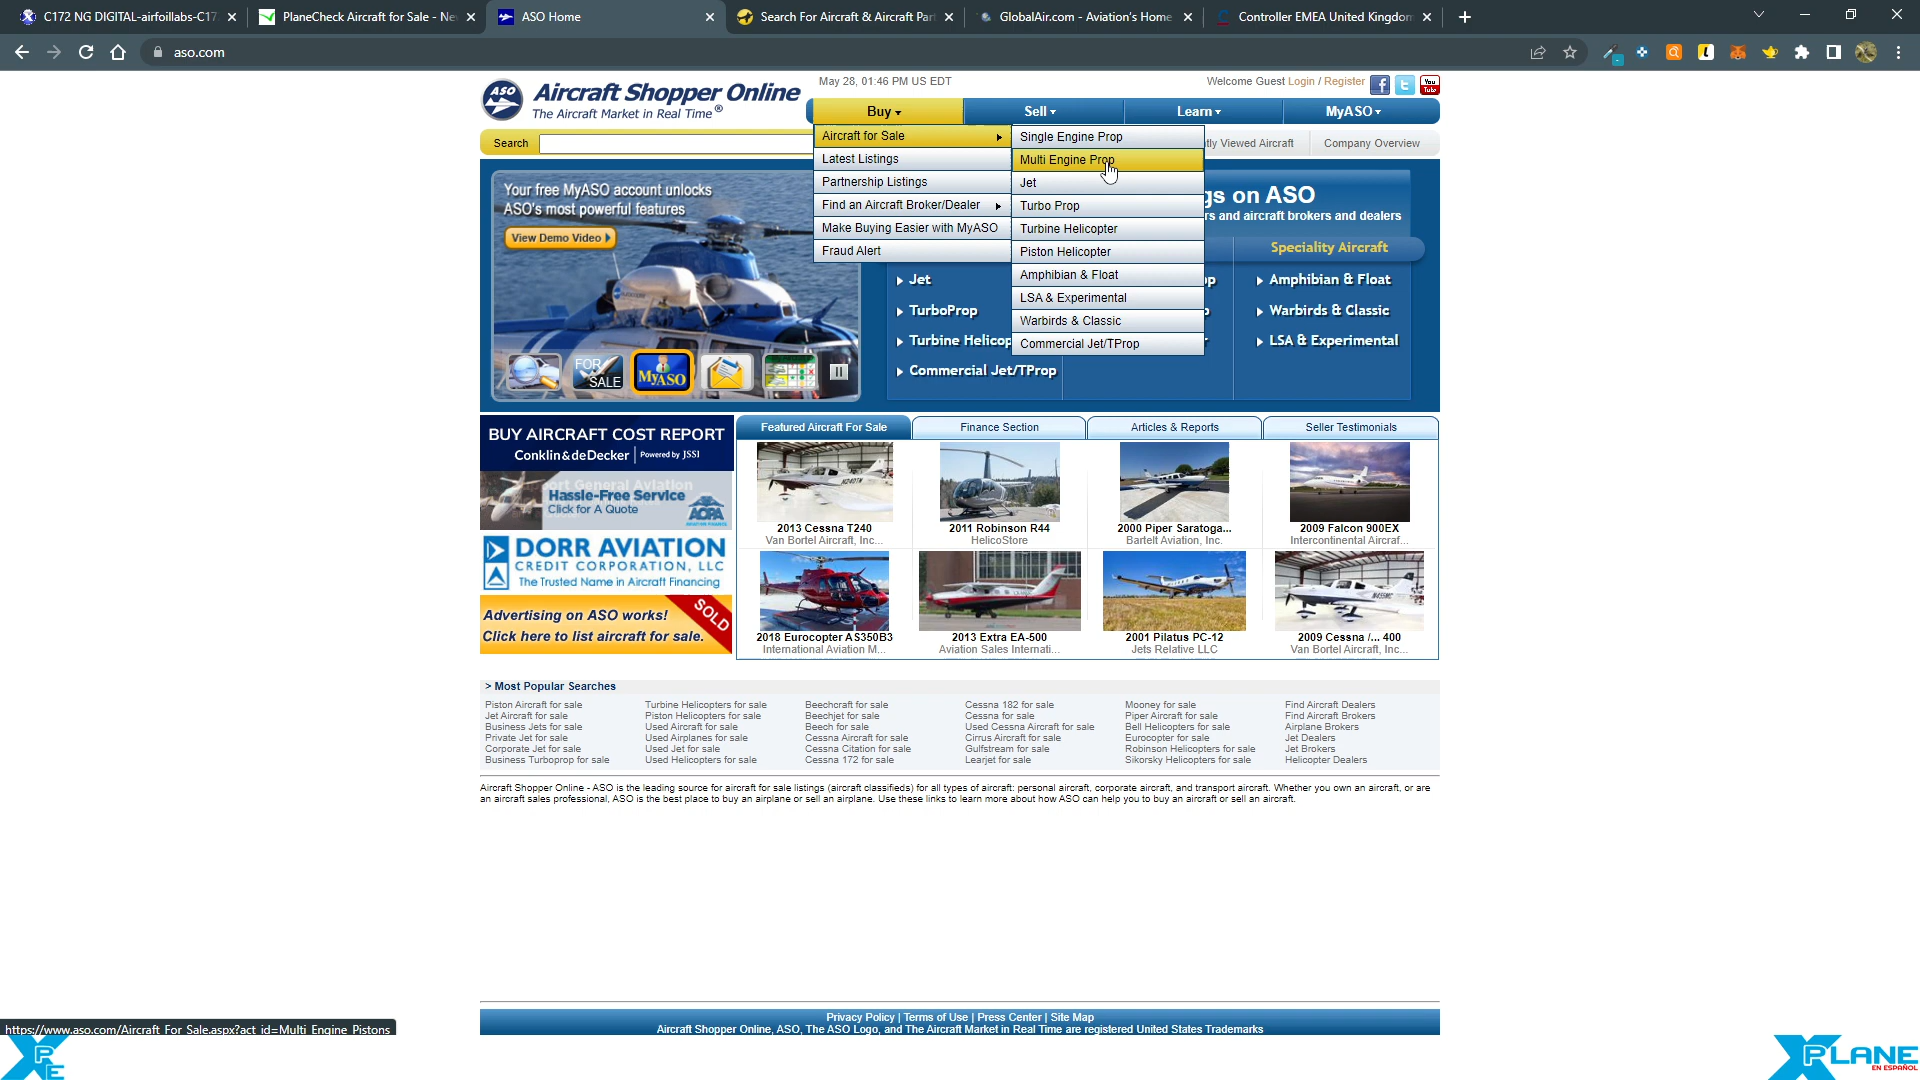 C172 NG DIGITAL-airfoillabs-C17
PlaneCheck Aircraft for Sale - Ne
ASO Home
Search For Aircraft & Aircraft Par
GlobalAir.com - Aviation's Home
Controller EMEA United Kingdom
aso.com
ASO
Aircraft Shopper Online
The Aircraft Market in Real Time®
May 28, 01:46 PM US EDT
Welcome Guest Login / Register
You Tube
Buy
Sell
Learn
MyASO
Search
Viewed Aircraft
Company Overview
Aircraft for Sale
Latest Listings
Partnership Listings
Find an Aircraft Broker/Dealer
Make Buying Easier with MyASO
Fraud Alert
Single Engine Prop
Multi Engine Prop
Jet
Turbo Prop
Turbine Helicopter
Piston Helicopter
Amphibian & Float
LSA & Experimental
Warbirds & Classic
Commercial Jet/TProp
Your free MyASO account unlocks
ASO's most powerful features
View Demo Video
FOR SALE
MyASO
gs on ASO
rs and aircraft brokers and dealers
Speciality Aircraft
Jet
TurboProp
Turbine Helicop
Commercial Jet/TProp
Amphibian & Float
Warbirds & Classic
LSA & Experimental
BUY AIRCRAFT COST REPORT
Conklin & de Decker | Powered by JSSI
ort General Aviation
Hassle-Free Service
Click for A Quote
AOPA
AVIATION FINANCE
DORR AVIATION
CREDIT CORPORATION, LLC
The Trusted Name in Aircraft Financing
Advertising on ASO works!
Click here to list aircraft for sale.
SOLD
Featured Aircraft For Sale
Finance Section
Articles & Reports
Seller Testimonials
2013 Cessna T240
Van Bortel Aircraft, Inc...
2011 Robinson R44
HelicoStore
2000 Piper Saratoga...
Bartelt Aviation, Inc.
2009 Falcon 900EX
Intercontinental Aircraf...
2018 Eurocopter AS350B3
International Aviation M...
2013 Extra EA-500
Aviation Sales Internati...
2001 Pilatus PC-12
Jets Relative LLC
2009 Cessna /... 400
Van Bortel Aircraft, Inc...
> Most Popular Searches
Piston Aircraft for sale
Jet Aircraft for sale
Business Jets for sale
Private Jet for sale
Corporate Jet for sale
Business Turboprop for sale
Turbine Helicopters for sale
Piston Helicopters for sale
Used Aircraft for sale
Used Airplanes for sale
Used Jet for sale
Used Helicopters for sale
Beechcraft for sale
Beechjet for sale
Beech for sale
Cessna Aircraft for sale
Cessna Citation for sale
Cessna 172 for sale
Cessna 182 for sale
Cessna for sale
Used Cessna Aircraft for sale
Cirrus Aircraft for sale
Gulfstream for sale
Learjet for sale
Mooney for sale
Piper Aircraft for sale
Bell Helicopters for sale
Eurocopter for sale
Robinson Helicopters for sale
Sikorsky Helicopters for sale
Find Aircraft Dealers
Find Aircraft Brokers
Airplane Brokers
Jet Dealers
Jet Brokers
Helicopter Dealers
Aircraft Shopper Online - ASO is the leading source for aircraft for sale listings (aircraft classifieds) for all types of aircraft: personal aircraft, corporate aircraft, and transport aircraft. Whether you own an aircraft, or are
an aircraft sales professional, ASO is the best place to buy an airplane or sell an airplane. Use these links to learn more about how ASO can help you to buy an aircraft or sell an aircraft.
Privacy Policy | Terms of Use | Press Center | Site Map
Aircraft Shopper Online, ASO, The ASO Logo, and The Aircraft Market in Real Time are registered United States Trademarks
https://www.aso.com/Aircraft_For_Sale.aspx?act_id=Multi_Engine_Pistons
XPE
XPLANE
EN ESPAÑOL